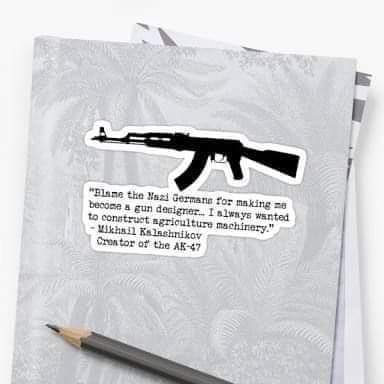 “Blame the Nazi Germans for making me
become a gun designer… I always wanted
to construct agriculture machinery.”
- Mikhail Kalashnikov
Creator of the AK-47